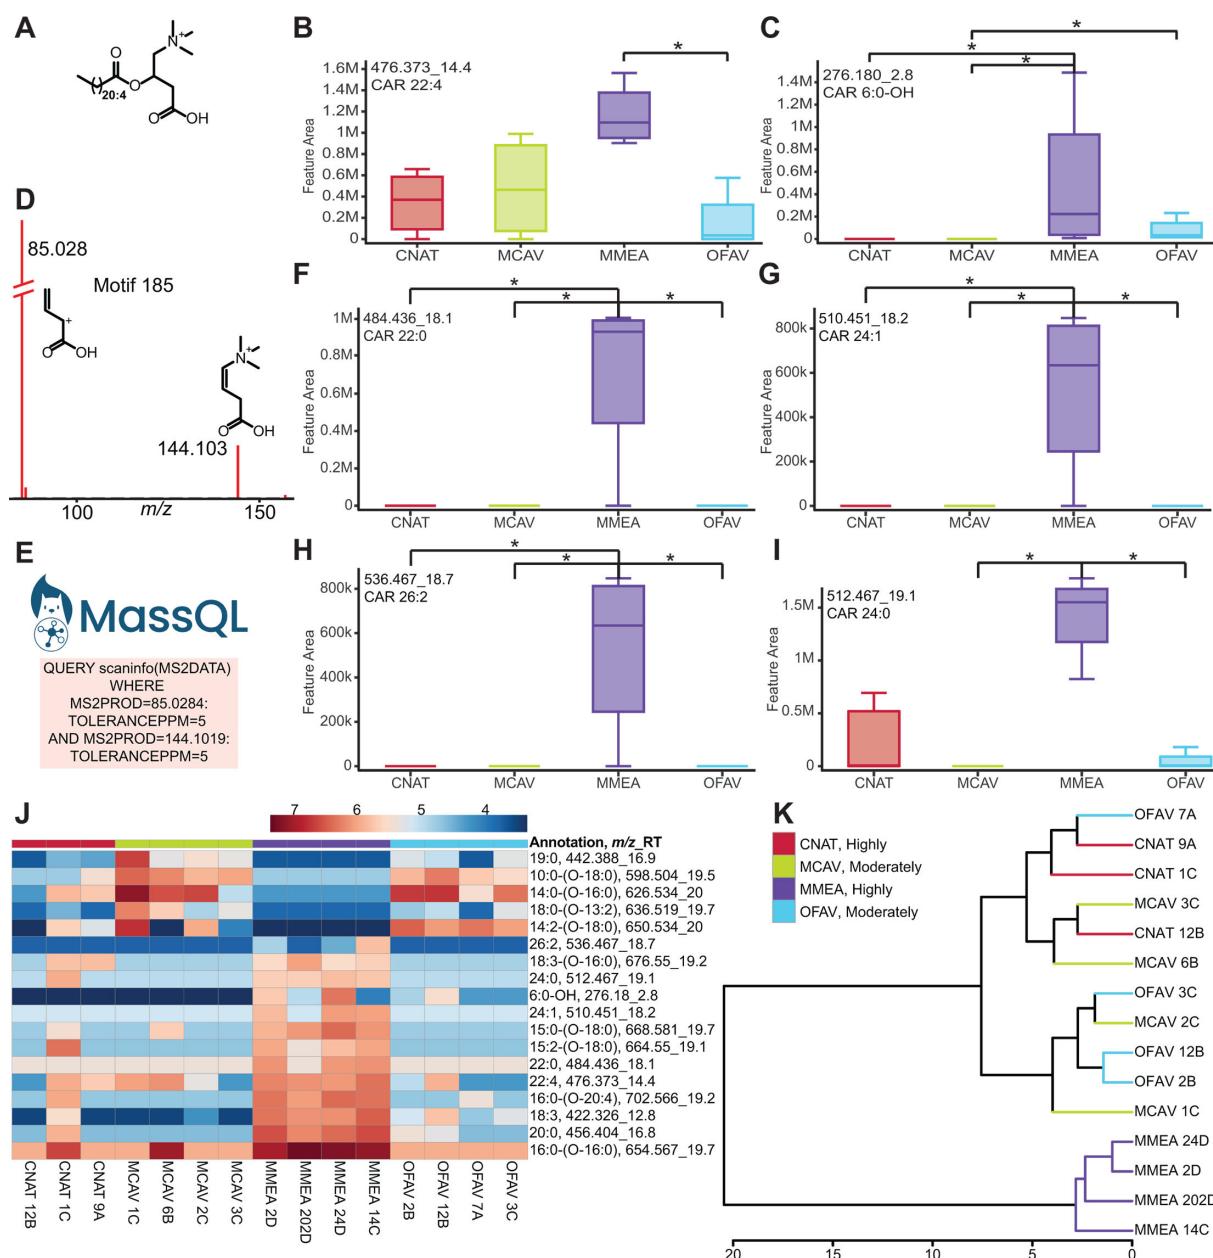 A
N+
O
( )20:4
O
O
OH
B
476.373_14.4
CAR 22:4
*
Feature Area
1.6M
1.4M
1.2M
1M
0.8M
0.6M
0.4M
0.2M
0
CNAT MCAV MMEA OFAV
C
276.180_2.8
CAR 6:0-OH
*
*
*
Feature Area
1.4M
1.2M
1M
0.8M
0.6M
0.4M
0.2M
0
CNAT MCAV MMEA OFAV
D
85.028
Motif 185
+
O
OH
N+
O
OH
144.103
100 m/z 150
E
MassQL
QUERY scaninfo(MS2DATA)
WHERE
MS2PROD=85.0284:
TOLERANCEPPM=5
AND MS2PROD=144.1019:
TOLERANCEPPM=5
F
484.436_18.1
CAR 22:0
* * *
Feature Area
1M
0.8M
0.6M
0.4M
0.2M
0
CNAT MCAV MMEA OFAV
G
510.451_18.2
CAR 24:1
* * *
Feature Area
800k
600k
400k
200k
0
CNAT MCAV MMEA OFAV
H
536.467_18.7
CAR 26:2
* * *
Feature Area
800k
600k
400k
200k
0
CNAT MCAV MMEA OFAV
I
512.467_19.1
CAR 24:0
* *
Feature Area
1.5M
1M
0.5M
0
CNAT MCAV MMEA OFAV
J
7 6 5 4
Annotation, m/z_RT
19:0, 442.388_16.9
10:0-(O-18:0), 598.504_19.5
14:0-(O-16:0), 626.534_20
18:0-(O-13:2), 636.519_19.7
14:2-(O-18:0), 650.534_20
26:2, 536.467_18.7
18:3-(O-16:0), 676.55_19.2
24:0, 512.467_19.1
6:0-OH, 276.18_2.8
24:1, 510.451_18.2
15:0-(O-18:0), 668.581_19.7
15:2-(O-18:0), 664.55_19.1
22:0, 484.436_18.1
22:4, 476.373_14.4
16:0-(O-20:4), 702.566_19.2
18:3, 422.326_12.8
20:0, 456.404_16.8
16:0-(O-16:0), 654.567_19.7
CNAT 12B
CNAT 1C
CNAT 9A
MCAV 1C
MCAV 6B
MCAV 2C
MCAV 3C
MMEA 2D
MMEA 202D
MMEA 24D
MMEA 14C
OFAV 2B
OFAV 12B
OFAV 7A
OFAV 3C
K
CNAT, Highly
MCAV, Moderately
MMEA, Highly
OFAV, Moderately
OFAV 7A
CNAT 9A
CNAT 1C
MCAV 3C
CNAT 12B
MCAV 6B
OFAV 3C
MCAV 2C
OFAV 12B
OFAV 2B
MCAV 1C
MMEA 24D
MMEA 2D
MMEA 202D
MMEA 14C
20 15 10 5 0